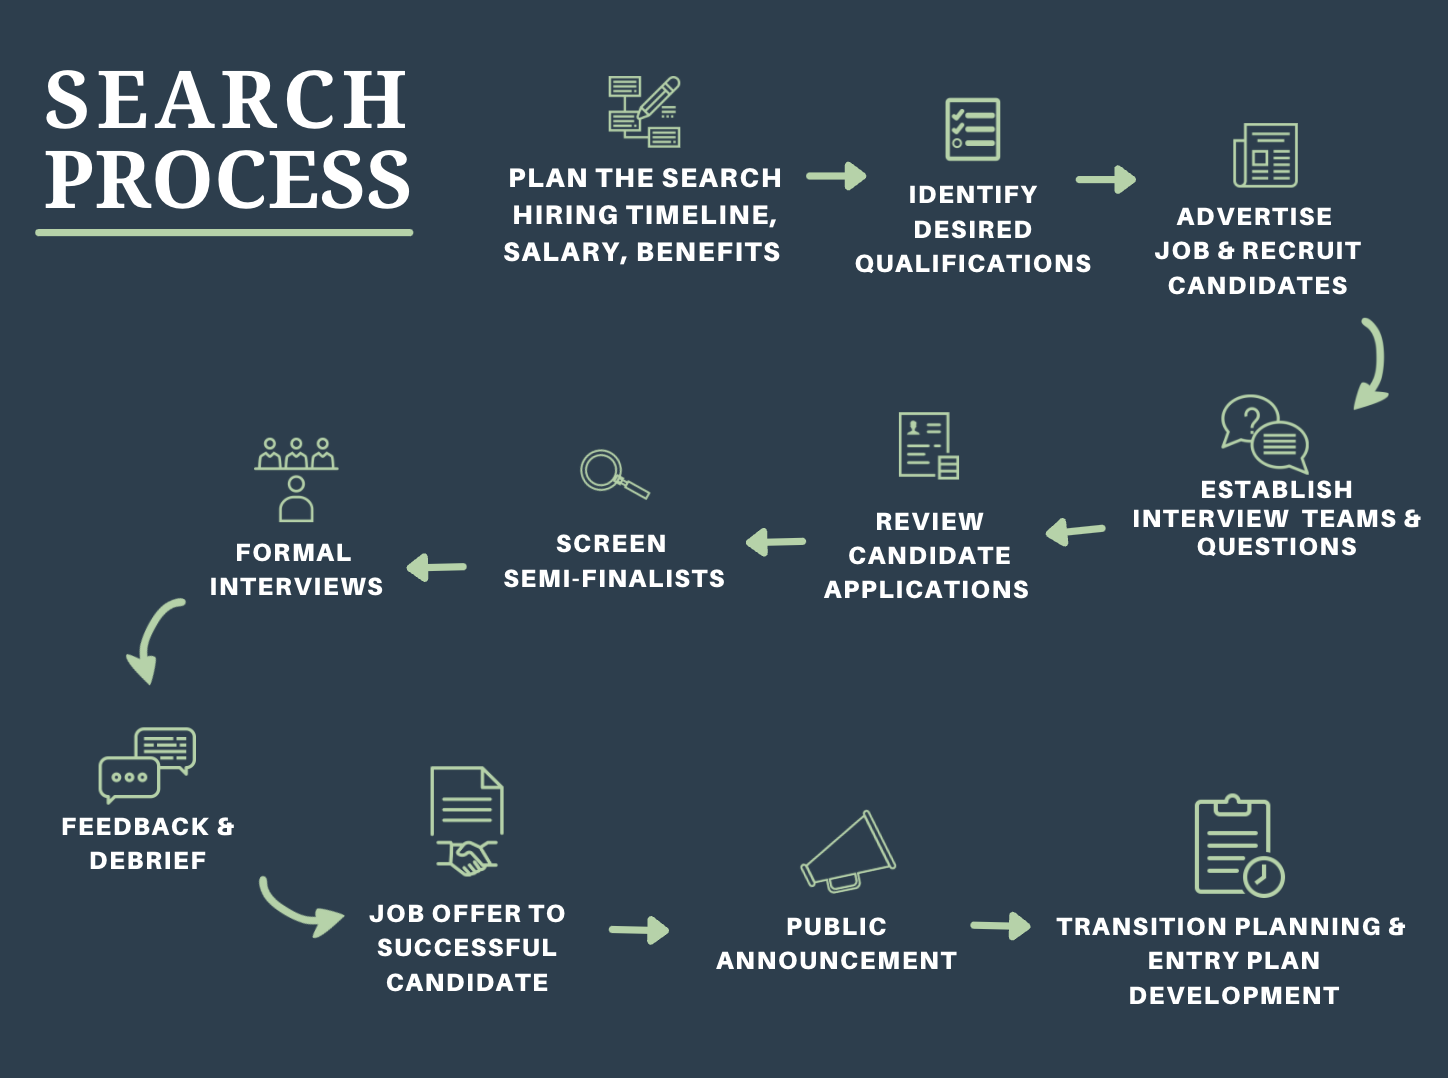 SEARCH
PROCESS
PLAN THE SEARCH
HIRING TIMELINE,
SALARY, BENEFITS
IDENTIFY
DESIRED
QUALIFICATIONS
ADVERTISE
JOB & RECRUIT
CANDIDATES
ESTABLISH
INTERVIEW TEAMS &
QUESTIONS
REVIEW
CANDIDATE
APPLICATIONS
SCREEN
SEMI-FINALISTS
FORMAL
INTERVIEWS
FEEDBACK &
DEBRIEF
JOB OFFER TO
SUCCESSFUL
CANDIDATE
PUBLIC
ANNOUNCEMENT
TRANSITION PLANNING &
ENTRY PLAN
DEVELOPMENT